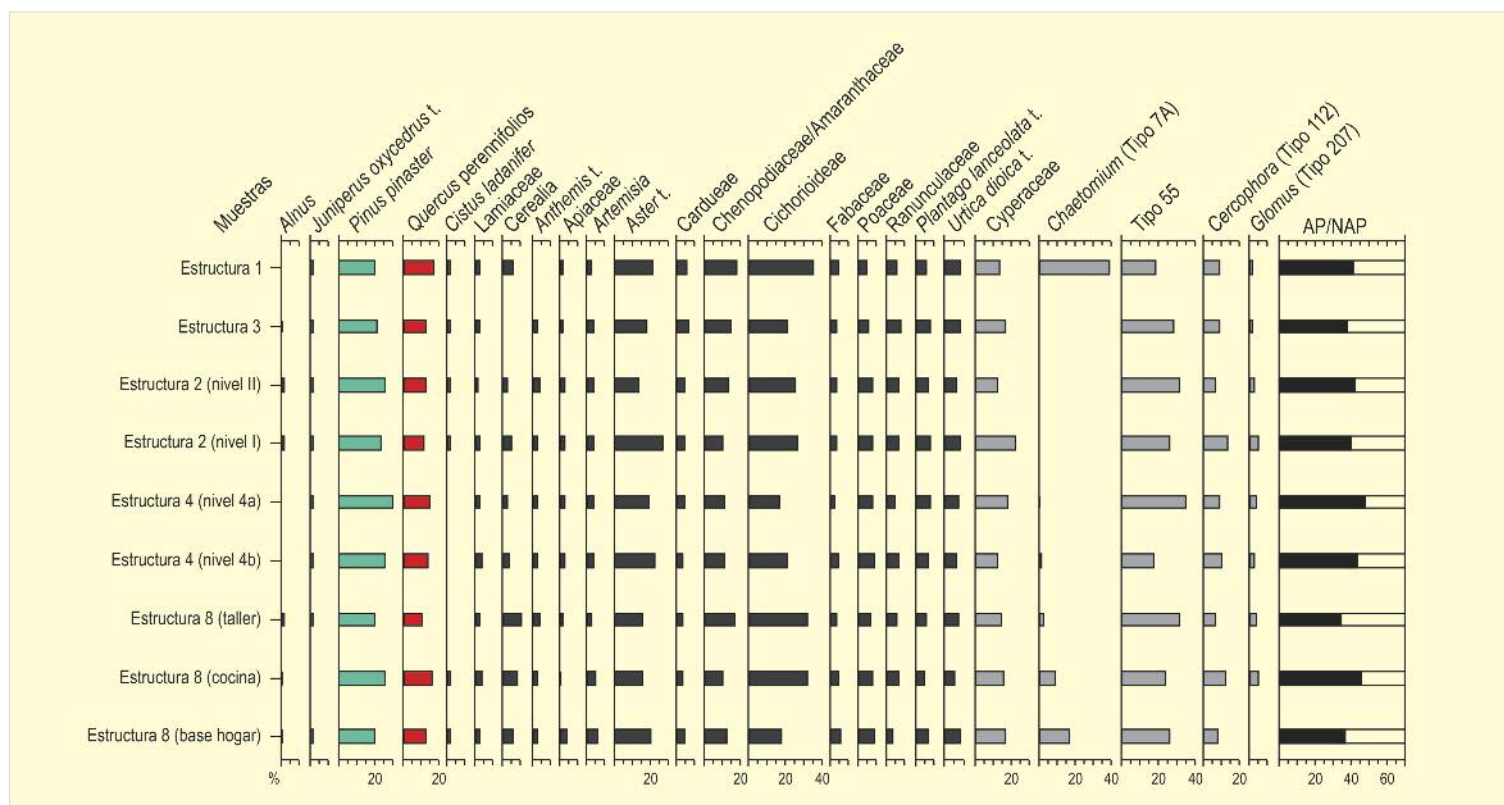 Muestras
Alnus
Juniperus oxycedrus t.
Pinus pinaster
Quercus perennifolios
Cistus ladanifer
Lamiaceae
Cerealia
Anthemis t.
Apiaceae
Artemisia
Aster t.
Cardueae
Chenopodiaceae/Amaranthaceae
Cichorioideae
Fabaceae
Poaceae
Ranunculaceae
Plantago lanceolata t.
Urtica dioica t.
Cyperaceae
Chaetomium (Tipo 7A)
Tipo 55
Cercophora (Tipo 112)
Glomus (Tipo 207)
AP/NAP
Estructura 1
Estructura 3
Estructura 2 (nivel II)
Estructura 2 (nivel I)
Estructura 4 (nivel 4a)
Estructura 4 (nivel 4b)
Estructura 8 (taller)
Estructura 8 (cocina)
Estructura 8 (base hogar)
% 20 20 20 20 20 40 20 20 40 20 40 20 20 40 60